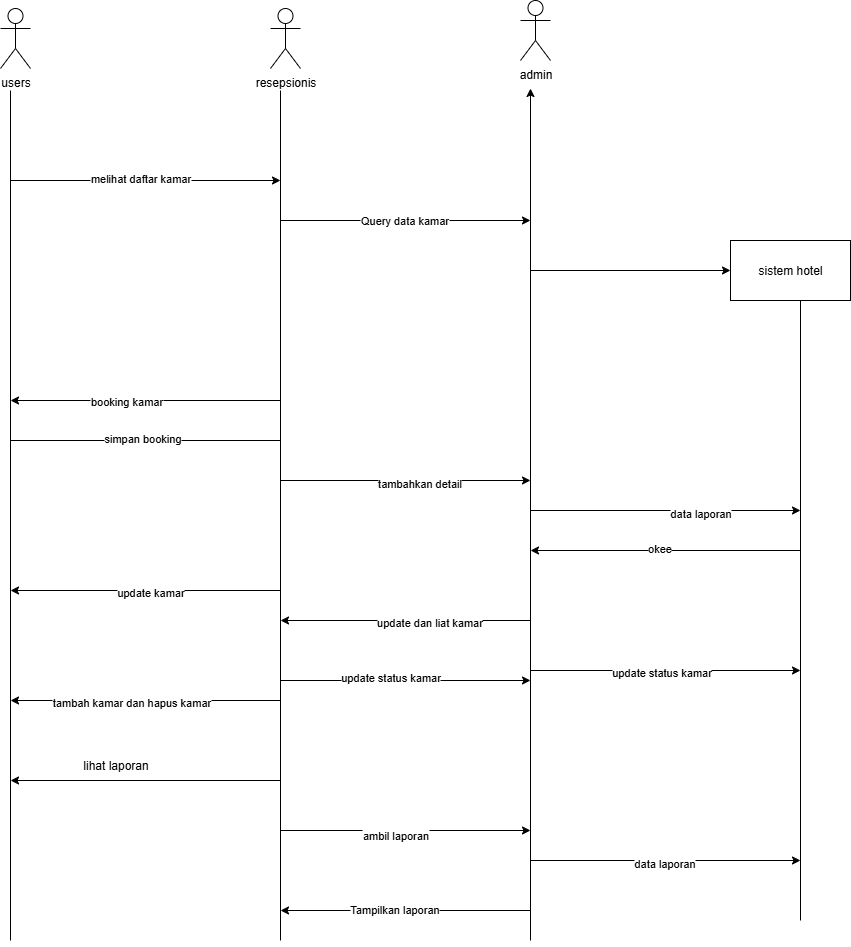 users
resepsionis
admin
melihat daftar kamar
Query data kamar
sistem hotel
booking kamar
simpan booking
tambahkan detail
data laporan
okee
update kamar
update dan liat kamar
update status kamar
update status kamar
tambah kamar dan hapus kamar
lihat laporan
ambil laporan
data laporan
Tampilkan laporan